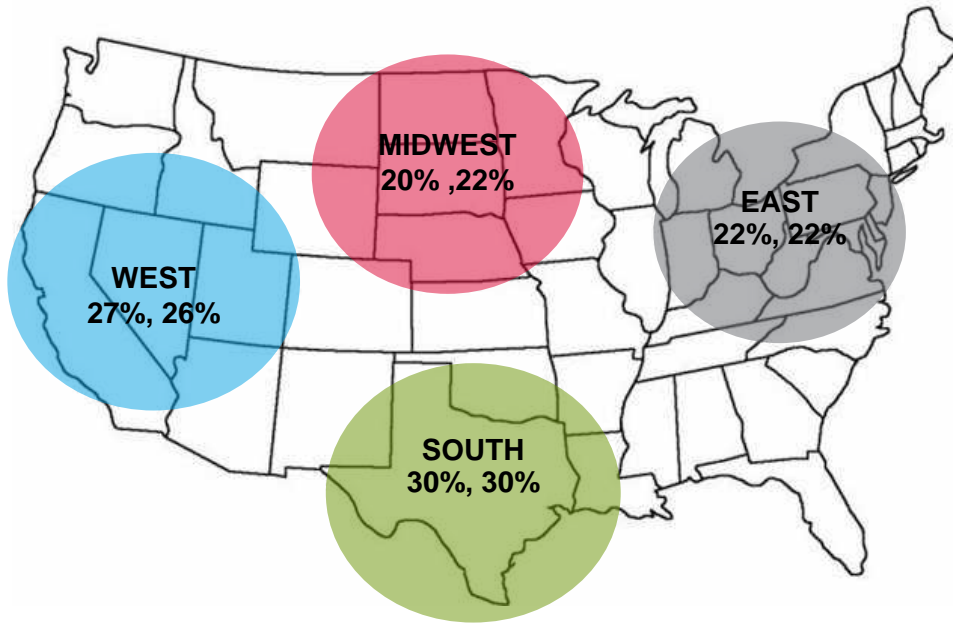 MIDWEST
20% ,22%
EAST
22%, 22%
WEST
27%, 26%
SOUTH
30%, 30%